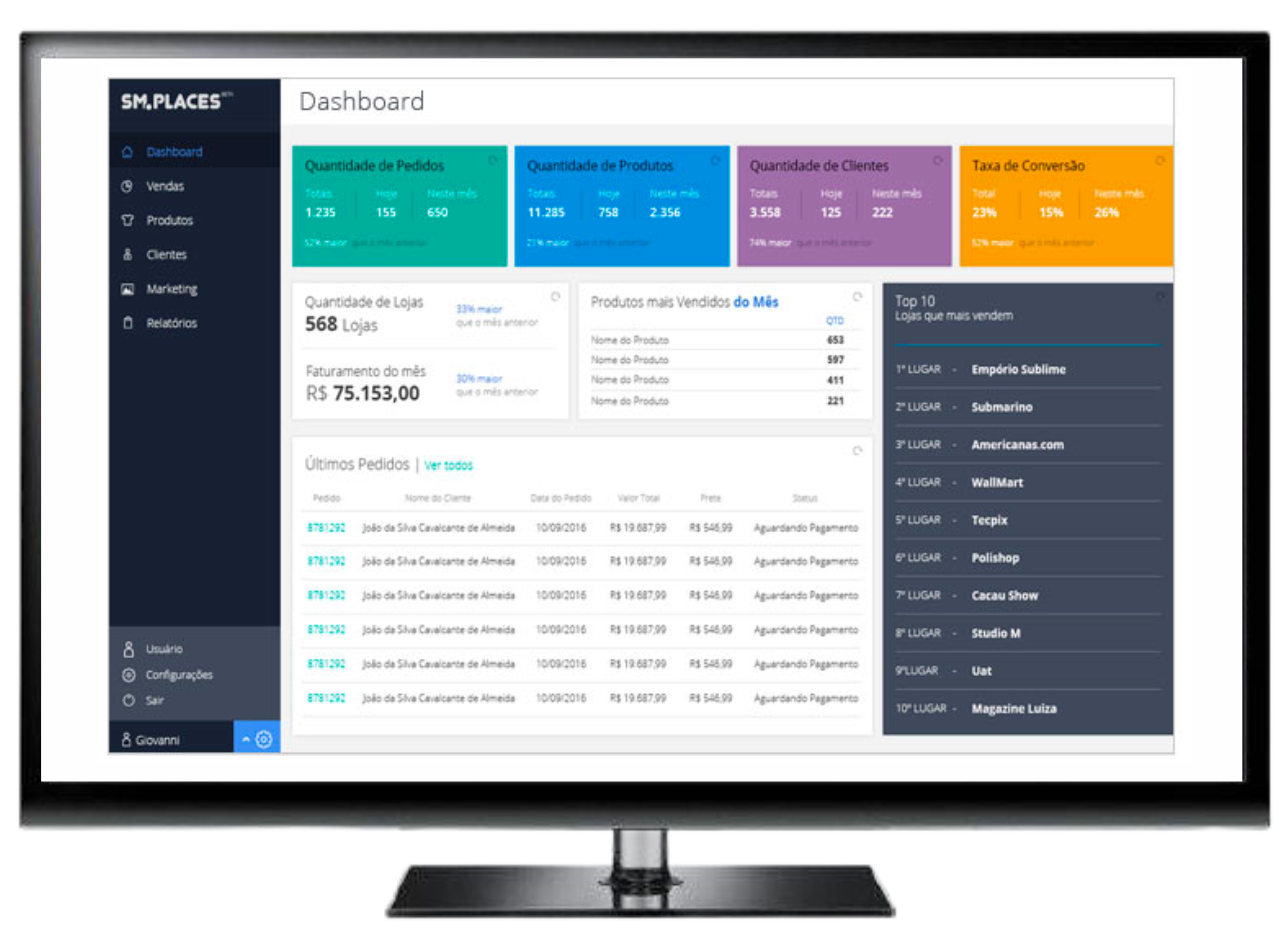 SM.PLACES BETA
Dashboard
Dashboard
Vendas
Produtos
Clientes
Marketing
Relatórios
Usuário
Configurações
Sair
Giovanni
Quantidade de Pedidos
Totais Hoje Neste mês
1.235 155 650
52% maior que o mês anterior
Quantidade de Produtos
Totais Hoje Neste mês
11.285 758 2.356
21% maior que o mês anterior
Quantidade de Clientes
Totais Hoje Neste mês
3.558 125 222
74% maior que o mês anterior
Taxa de Conversão
Total Hoje Neste mês
23% 15% 26%
52% maior que o mês anterior
Quantidade de Lojas
568 Lojas
33% maior
que o mês anterior
Faturamento do mês
R$ 75.153,00
30% maior
que o mês anterior
Produtos mais Vendidos do Mês
QTD
Nome do Produto 653
Nome do Produto 597
Nome do Produto 411
Nome do Produto 221
Top 10
Lojas que mais vendem
1º LUGAR - Empório Sublime
2º LUGAR - Submarino
3º LUGAR - Americanas.com
4º LUGAR - WallMart
5º LUGAR - Tecpix
6º LUGAR - Polishop
7º LUGAR - Cacau Show
8º LUGAR - Studio M
9ºLUGAR - Uat
10º LUGAR - Magazine Luiza
Últimos Pedidos | Ver todos
Pedido Nome do Cliente Data do Pedido Valor Total Frete Status
8781292 João da Silva Cavalcante de Almeida 10/09/2016 R$ 19.687,99 R$ 546,99 Aguardando Pagamento
8781292 João da Silva Cavalcante de Almeida 10/09/2016 R$ 19.687,99 R$ 546,99 Aguardando Pagamento
8781292 João da Silva Cavalcante de Almeida 10/09/2016 R$ 19.687,99 R$ 546,99 Aguardando Pagamento
8781292 João da Silva Cavalcante de Almeida 10/09/2016 R$ 19.687,99 R$ 546,99 Aguardando Pagamento
8781292 João da Silva Cavalcante de Almeida 10/09/2016 R$ 19.687,99 R$ 546,99 Aguardando Pagamento
8781292 João da Silva Cavalcante de Almeida 10/09/2016 R$ 19.687,99 R$ 546,99 Aguardando Pagamento